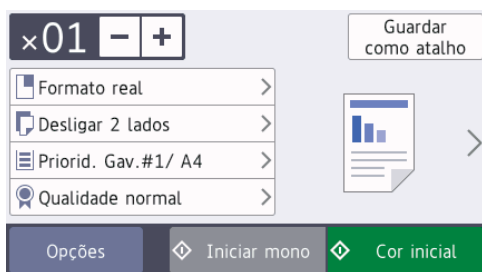 ×01 - +
Guardar
como atalho
Formato real
Desligar 2 lados
Priorid. Gav.#1/ A4
Qualidade normal
Opções
Iniciar mono
Cor inicial